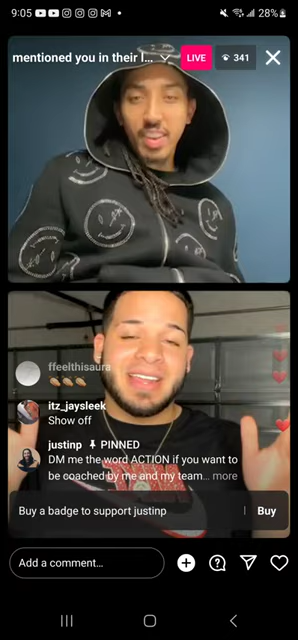 9:05
28%
mentioned you in their l...
LIVE
341
ffeeithisaura
itz_jaysleek
Show off
justinp PINNED
DM me the word ACTION if you want to
be coached by me and my team... more
Buy a badge to support justinp
Buy
Add a comment...